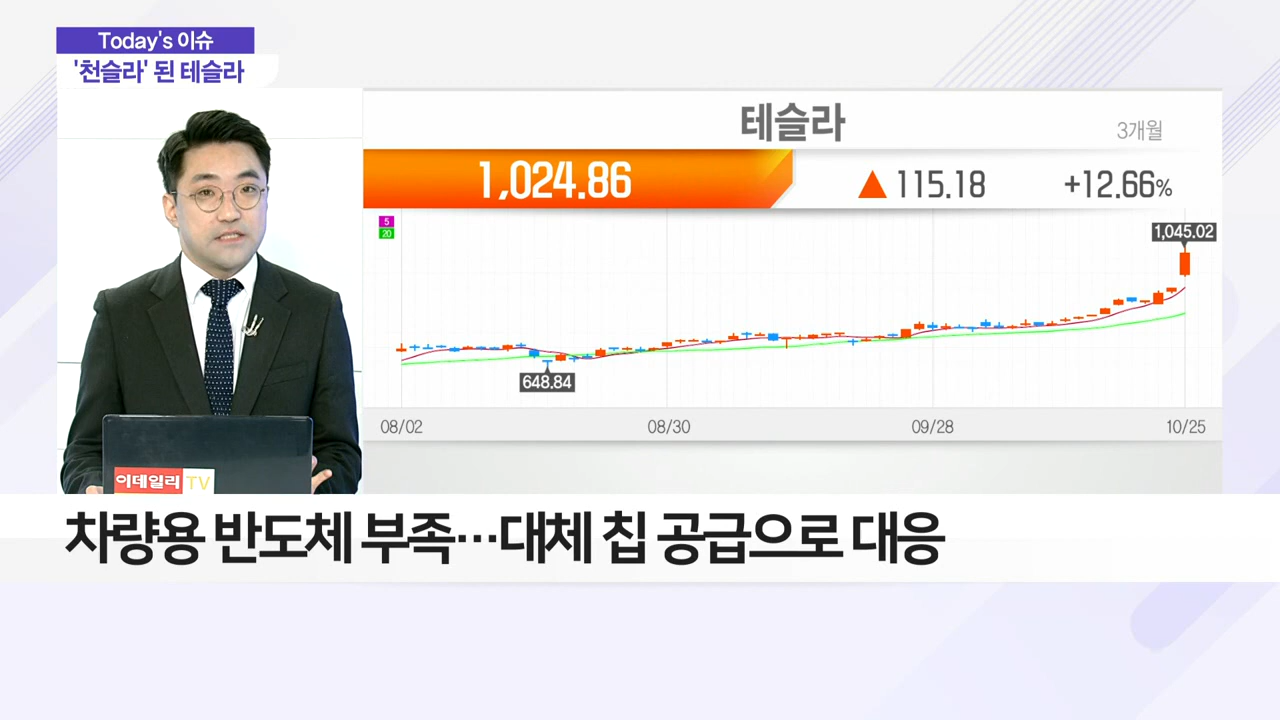 Today's 이슈
'천슬라' 된 테슬라
테슬라
3개월
1,024.86 ▲ 115.18 +12.66%
5
20
1,045.02
648.84
08/02 08/30 09/28 10/25
이데일리 TV
차량용 반도체 부족…대체 칩 공급으로 대응